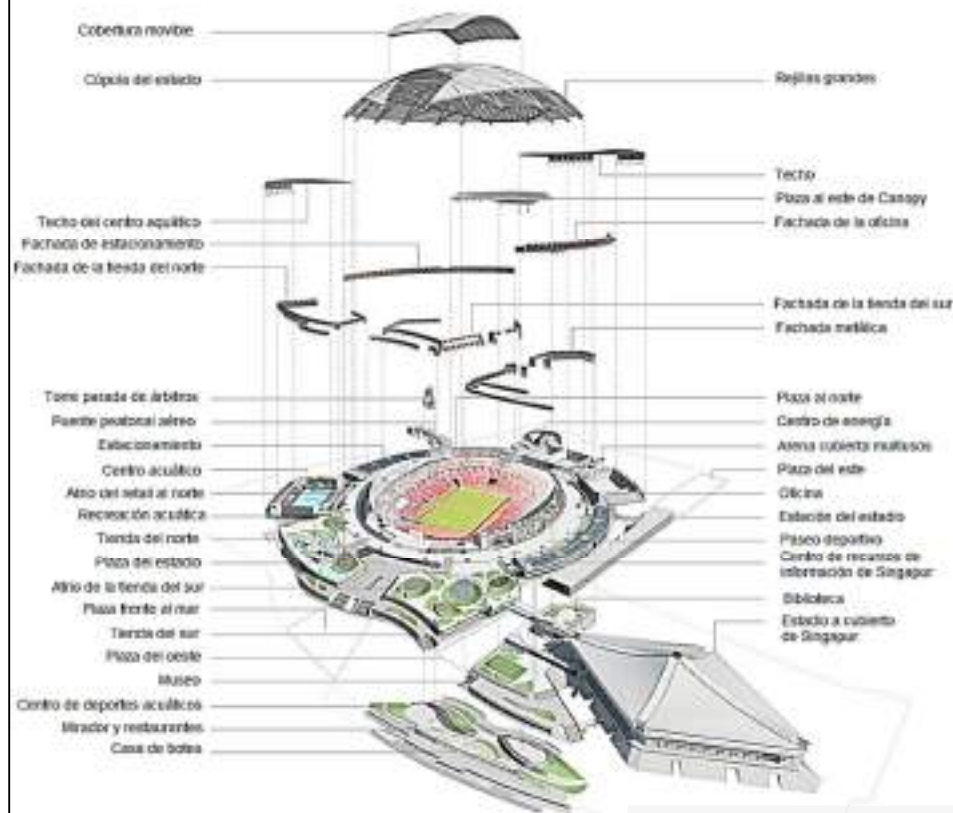 Cobertura movible
Cúpula del estadio
Rejillas grandes
Techo
Plaza al este de Canopy
Techo del centro aquático
Fachada de la oficina
Fachada de estacionamiento
Fachada de la tienda del norte
Fachada de la tienda del sur
Fachada metálica
Torre parada de árbitros
Plaza al norte
Puente peatonal aéreo
Centro de energía
Estacionamiento
Arena cubierta multiusos
Centro acuático
Plaza del este
Atrio del retail al norte
Oficina
Recreación acuática
Estación del estadio
Tienda del norte
Paseo deportivo
Plaza del estadio
Centro de recursos de
información de Singapur
Atrio de la tienda del sur
Biblioteca
Plaza frente al mar
Estadio a cubierto
de Singapur
Tienda del sur
Plaza del oeste
Museo
Centro de deportes acuáticos
Mirador y restaurentes
Casa de botes